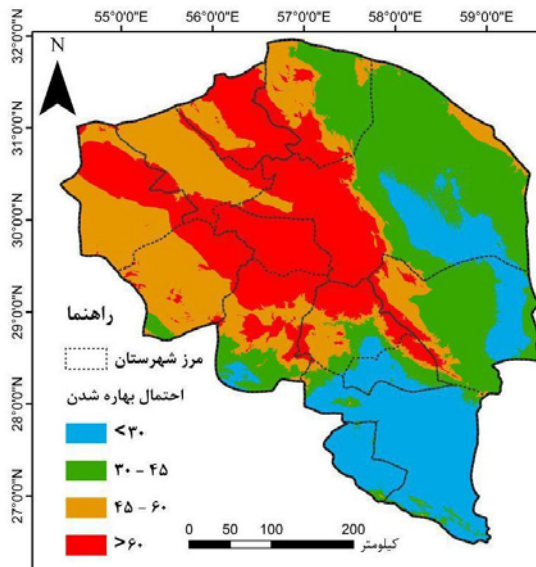 55°0'0"E 56°0'0"E 57°0'0"E 58°0'0"E 59°0'0"E
32°0'0"N
31°0'0"N
30°0'0"N
29°0'0"N
28°0'0"N
27°0'0"N
N
راهنما
مرز شهرستان
احتمال بهاره شدن
<۳۰
۳۰ - ۴۵
۴۵ - ۶۰
>۶۰
0 50 100 200
کیلومتر